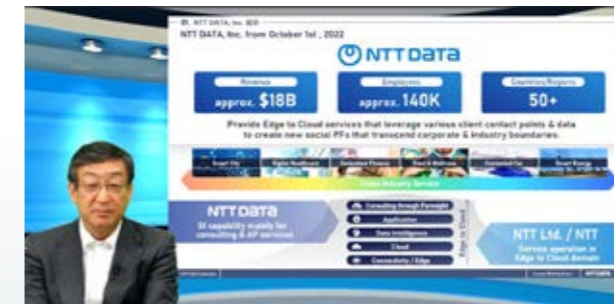 NTT DATA, Inc. from October 1st , 2022
NTT DATA
Revenue
approx. $18B
Employees
approx. 140K
Countries/Regions
50+
Provide Edge to Cloud services that leverage various client contact points & data
to create new social PFs that transcend corporate & industry boundaries.
Smart City
Digital Healthcare
Embedded Finance
Food & Wellness
Connected Car
Smart Energy
Cross Industry Service
NTT DATA
SI capability mainly for
consulting & AP services
Consulting through Foresight
Application
Data Intelligence
Cloud
Connectivity / Edge
Edge to Cloud
NTT Ltd. / NTT
Service operation in
Edge to Cloud domain
NTT DATA